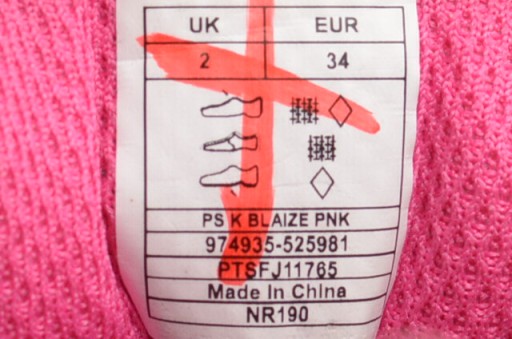 UK EUR
2 34
PS K BLAIZE PNK
974935-525981
PTSFJ11765
Made In China
NR190